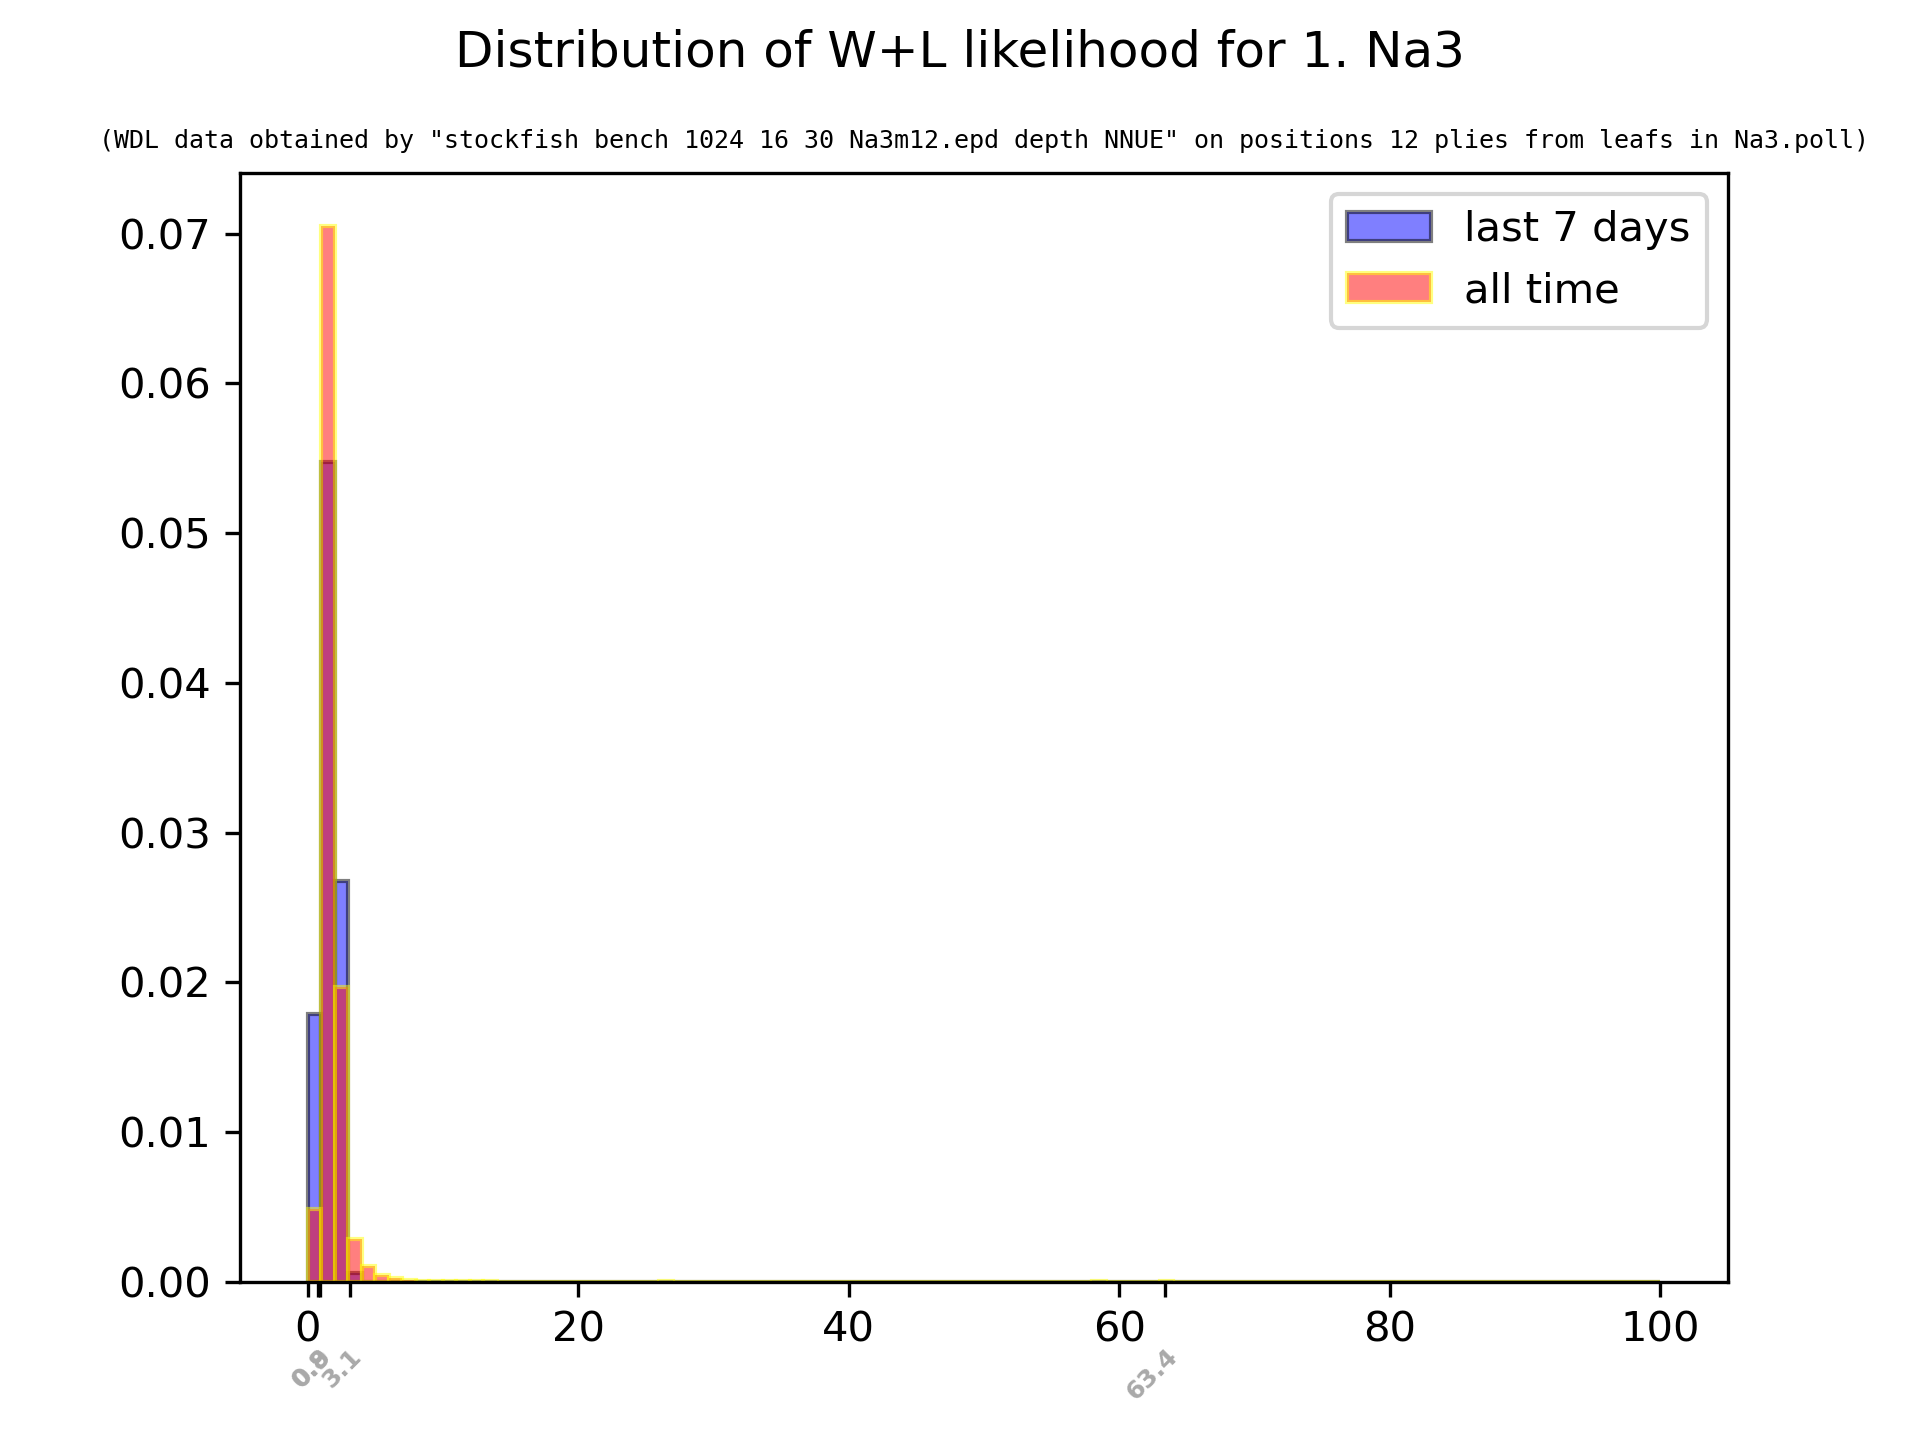 Distribution of W+L likelihood for 1. Na3
(WDL data obtained by "stockfish bench 1024 16 30 Na3m12.epd depth NNUE" on positions 12 plies from leafs in Na3.poll)
last 7 days
all time
0.07
0.06
0.05
0.04
0.03
0.02
0.01
0.00
0 20 40 60 80 100
3.1 63.4